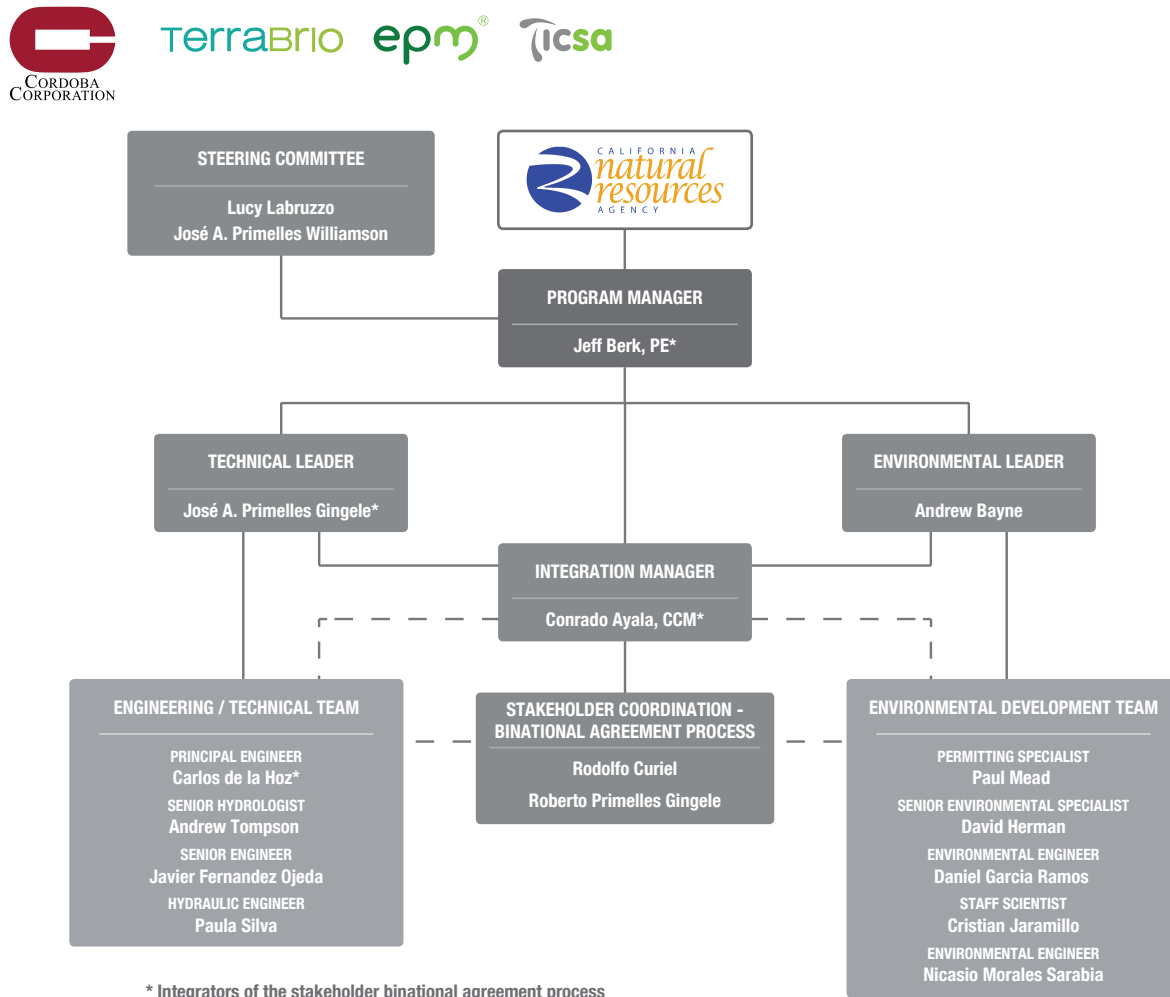 CORDOBA
CORPORATION
TerraBrio
epm®
Ticsa
STEERING COMMITTEE
Lucy Labruzzo
José A. Primelles Williamson
CALIFORNIA
natural
resources
AGENCY
PROGRAM MANAGER
Jeff Berk, PE*
TECHNICAL LEADER
José A. Primelles Gingele*
ENVIRONMENTAL LEADER
Andrew Bayne
INTEGRATION MANAGER
Conrado Ayala, CCM*
ENGINEERING / TECHNICAL TEAM
PRINCIPAL ENGINEER
Carlos de la Hoz*
SENIOR HYDROLOGIST
Andrew Tompson
SENIOR ENGINEER
Javier Fernandez Ojeda
HYDRAULIC ENGINEER
Paula Silva
STAKEHOLDER COORDINATION -
BINATIONAL AGREEMENT PROCESS
Rodolfo Curiel
Roberto Primelles Gingele
ENVIRONMENTAL DEVELOPMENT TEAM
PERMITTING SPECIALIST
Paul Mead
SENIOR ENVIRONMENTAL SPECIALIST
David Herman
ENVIRONMENTAL ENGINEER
Daniel Garcia Ramos
STAFF SCIENTIST
Cristian Jaramillo
ENVIRONMENTAL ENGINEER
Nicasio Morales Sarabia
* Integrators of the stakeholder binational agreement process